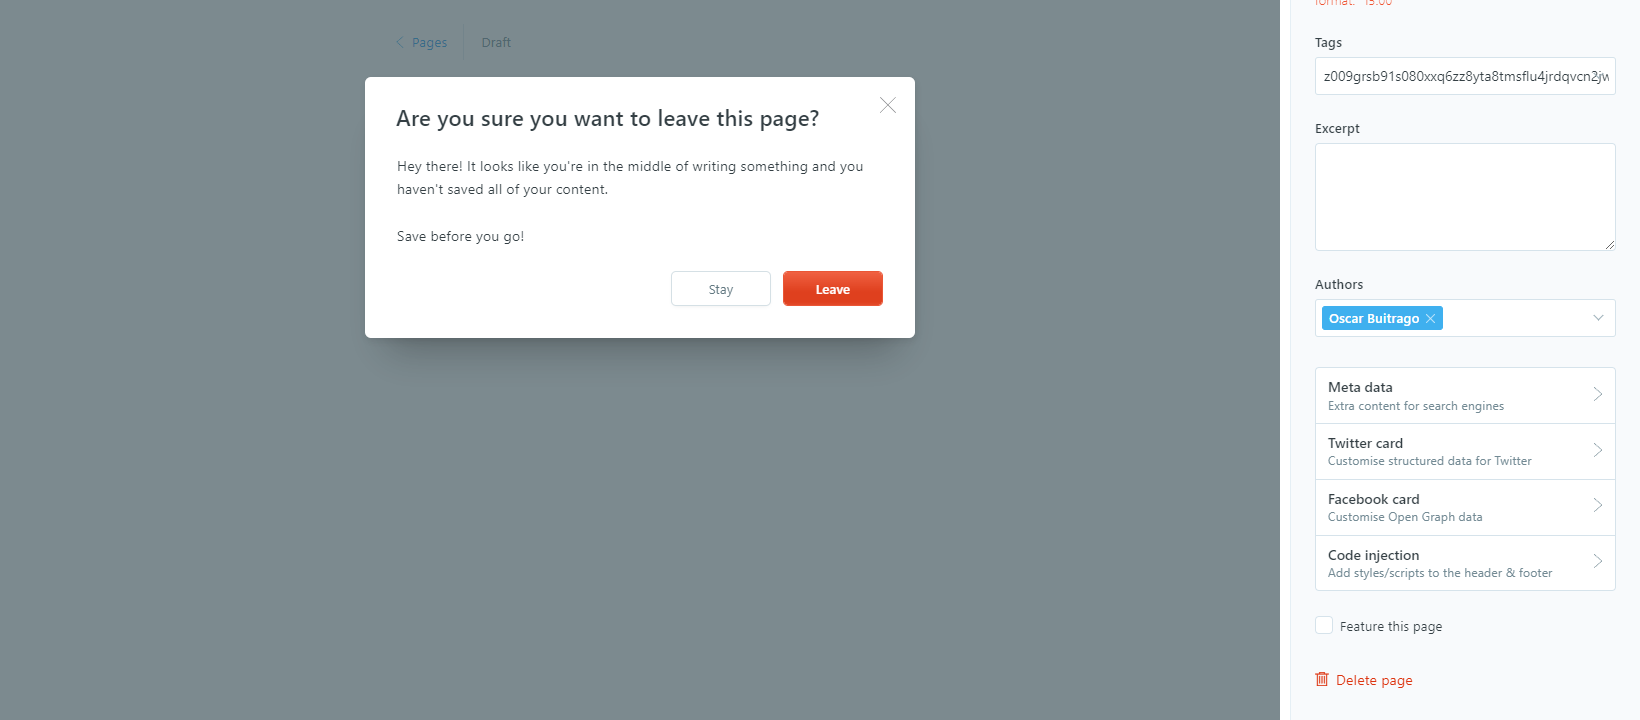 Pages
Draft
Are you sure you want to leave this page?
Hey there! It looks like you're in the middle of writing something and you
haven't saved all of your content.
Save before you go!
Stay
Leave
format: "15:00"
Tags
z009grsb91s080xxq6zz8yta8tmsflu4jrdqvcn2jw
Excerpt
Authors
Oscar Buitrago
Meta data
Extra content for search engines
Twitter card
Customise structured data for Twitter
Facebook card
Customise Open Graph data
Code injection
Add styles/scripts to the header & footer
Feature this page
Delete page